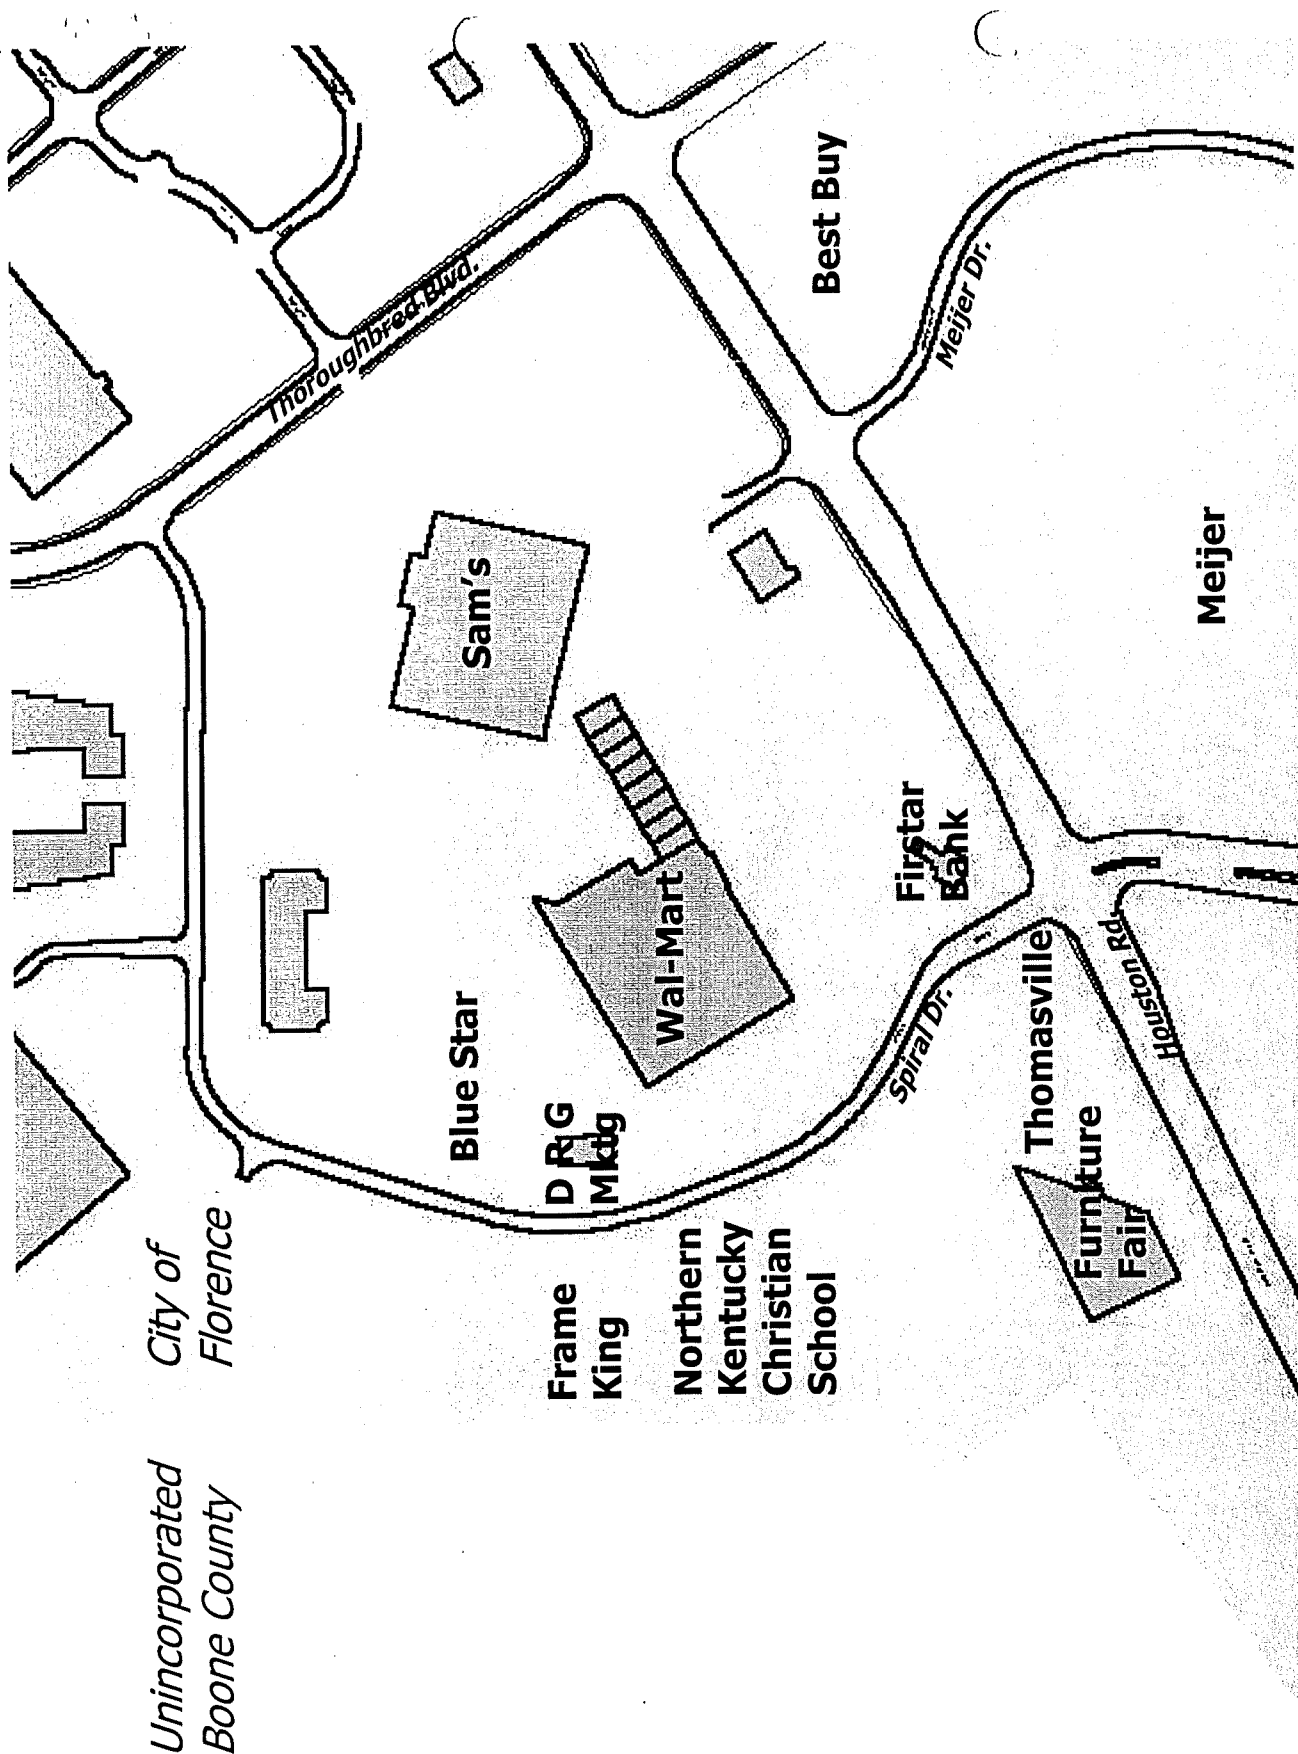 Unincorporated
Boone County
City of
Florence
Thoroughbred Blvd.
Sam's
Blue Star
D R G
Mktg
Wal-Mart
Frame
King
Northern
Kentucky
Christian
School
Best Buy
Meijer Dr.
Firstar
Bank
Spiral Dr.
Thomasville
Furniture
Fair
Houston Rd.
Meijer